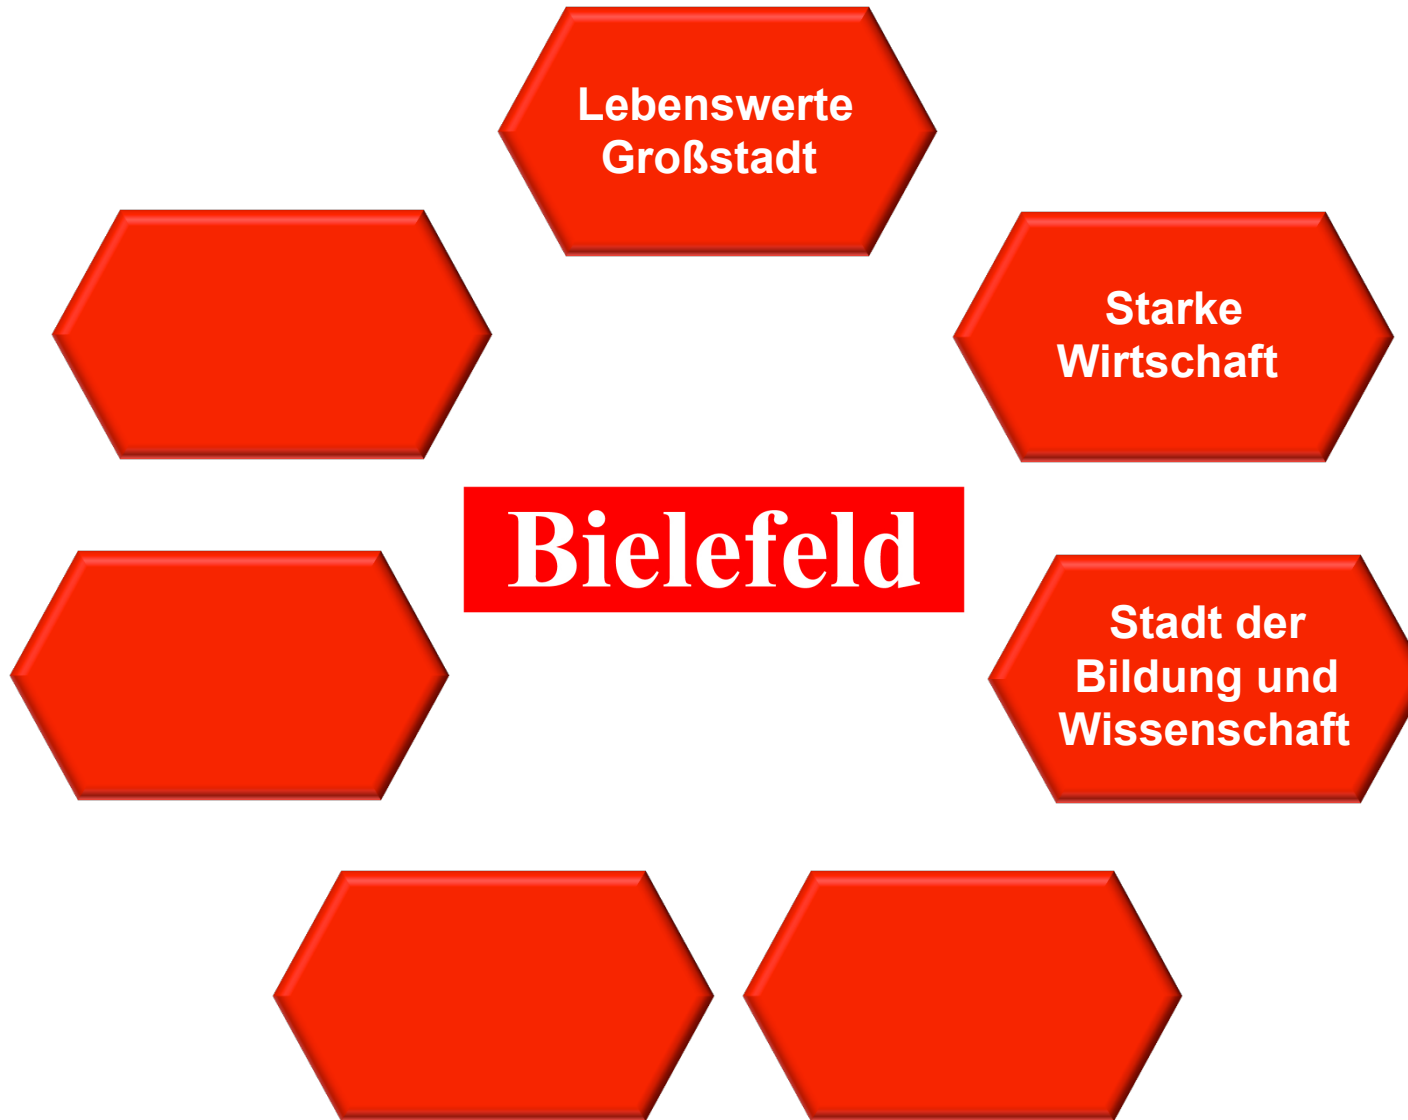 Lebenswerte
Großstadt
Starke
Wirtschaft
Bielefeld
Stadt der
Bildung und
Wissenschaft